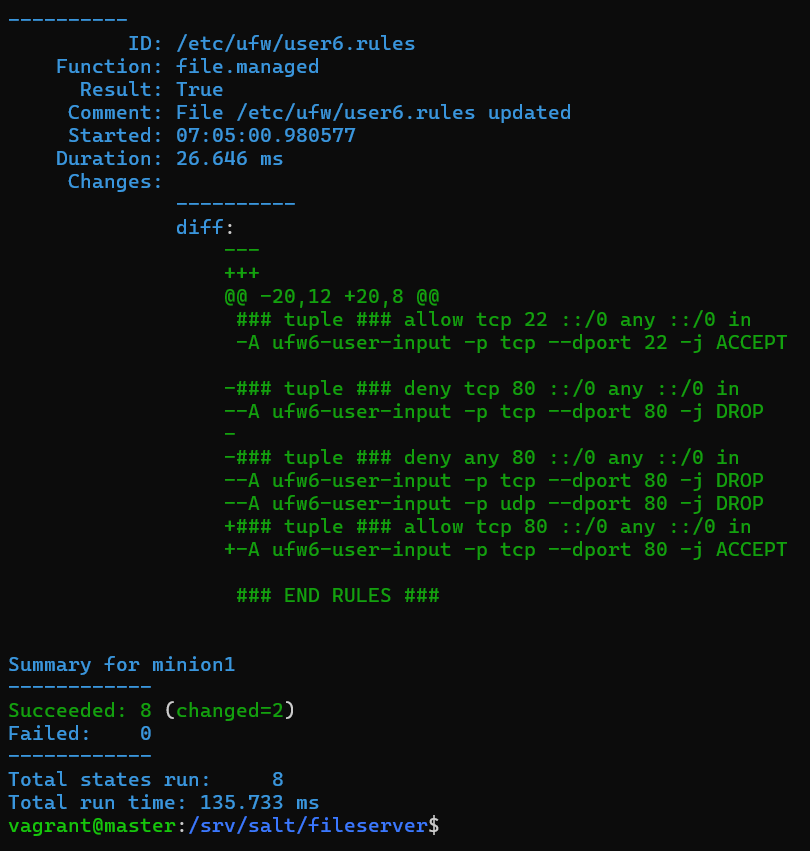 ----------
          ID: /etc/ufw/user6.rules
    Function: file.managed
      Result: True
     Comment: File /etc/ufw/user6.rules updated
     Started: 07:05:00.980577
    Duration: 26.646 ms
     Changes:
              ----------
              diff:
                  ---
                  +++
                  @@ -20,12 +20,8 @@
                   ### tuple ### allow tcp 22 ::/0 any ::/0 in
                   -A ufw6-user-input -p tcp --dport 22 -j ACCEPT

                  -### tuple ### deny tcp 80 ::/0 any ::/0 in
                  --A ufw6-user-input -p tcp --dport 80 -j DROP
                  -
                  -### tuple ### deny any 80 ::/0 any ::/0 in
                  --A ufw6-user-input -p tcp --dport 80 -j DROP
                  --A ufw6-user-input -p udp --dport 80 -j DROP
                  +### tuple ### allow tcp 80 ::/0 any ::/0 in
                  +-A ufw6-user-input -p tcp --dport 80 -j ACCEPT

                   ### END RULES ###


Summary for minion1
------------
Succeeded: 8 (changed=2)
Failed:    0
------------
Total states run:     8
Total run time: 135.733 ms
vagrant@master:/srv/salt/fileserver$